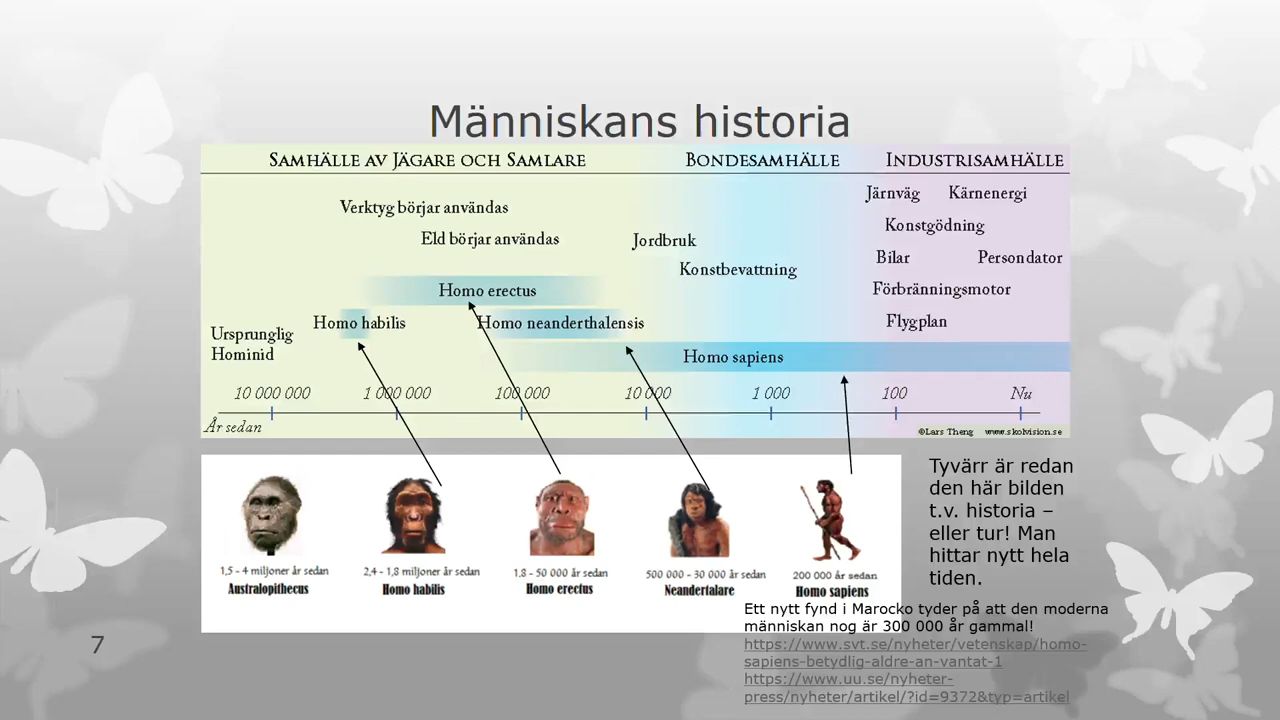 Människans historia
SAMHÄLLE AV JÄGARE OCH SAMLARE BONDESAMHÄLLE INDUSTRISAMHÄLLE
Järnväg Kärnenergi
Verktyg börjar användas
Konstgödning
Eld börjar användas Jordbruk
Bilar Persondator
Konstbevattning
Homo erectus Förbränningsmotor
Homo habilis Homo neanderthalensis Flygplan
Ursprunglig
Hominid
Homo sapiens
10 000 000 1 000 000 100 000 10 000 1 000 100 Nu
År sedan
©Lars Theng www.skolvision.se
1,5 - 4 miljoner år sedan 2,4 - 1,8 miljoner år sedan 1,8 - 50 000 år sedan 500 000 - 30 000 år sedan 200 000 år sedan
Australopithecus Homo habilis Homo erectus Neandertalare Homo sapiens
Tyvärr är redan
den här bilden
t.v. historia –
eller tur! Man
hittar nytt hela
tiden.
Ett nytt fynd i Marocko tyder på att den moderna
människan nog är 300 000 år gammal!
https://www.svt.se/nyheter/vetenskap/homo-
sapiens-betydlig-aldre-an-vantat-1
https://www.uu.se/nyheter-
press/nyheter/artikel/?id=9372&typ=artikel
7